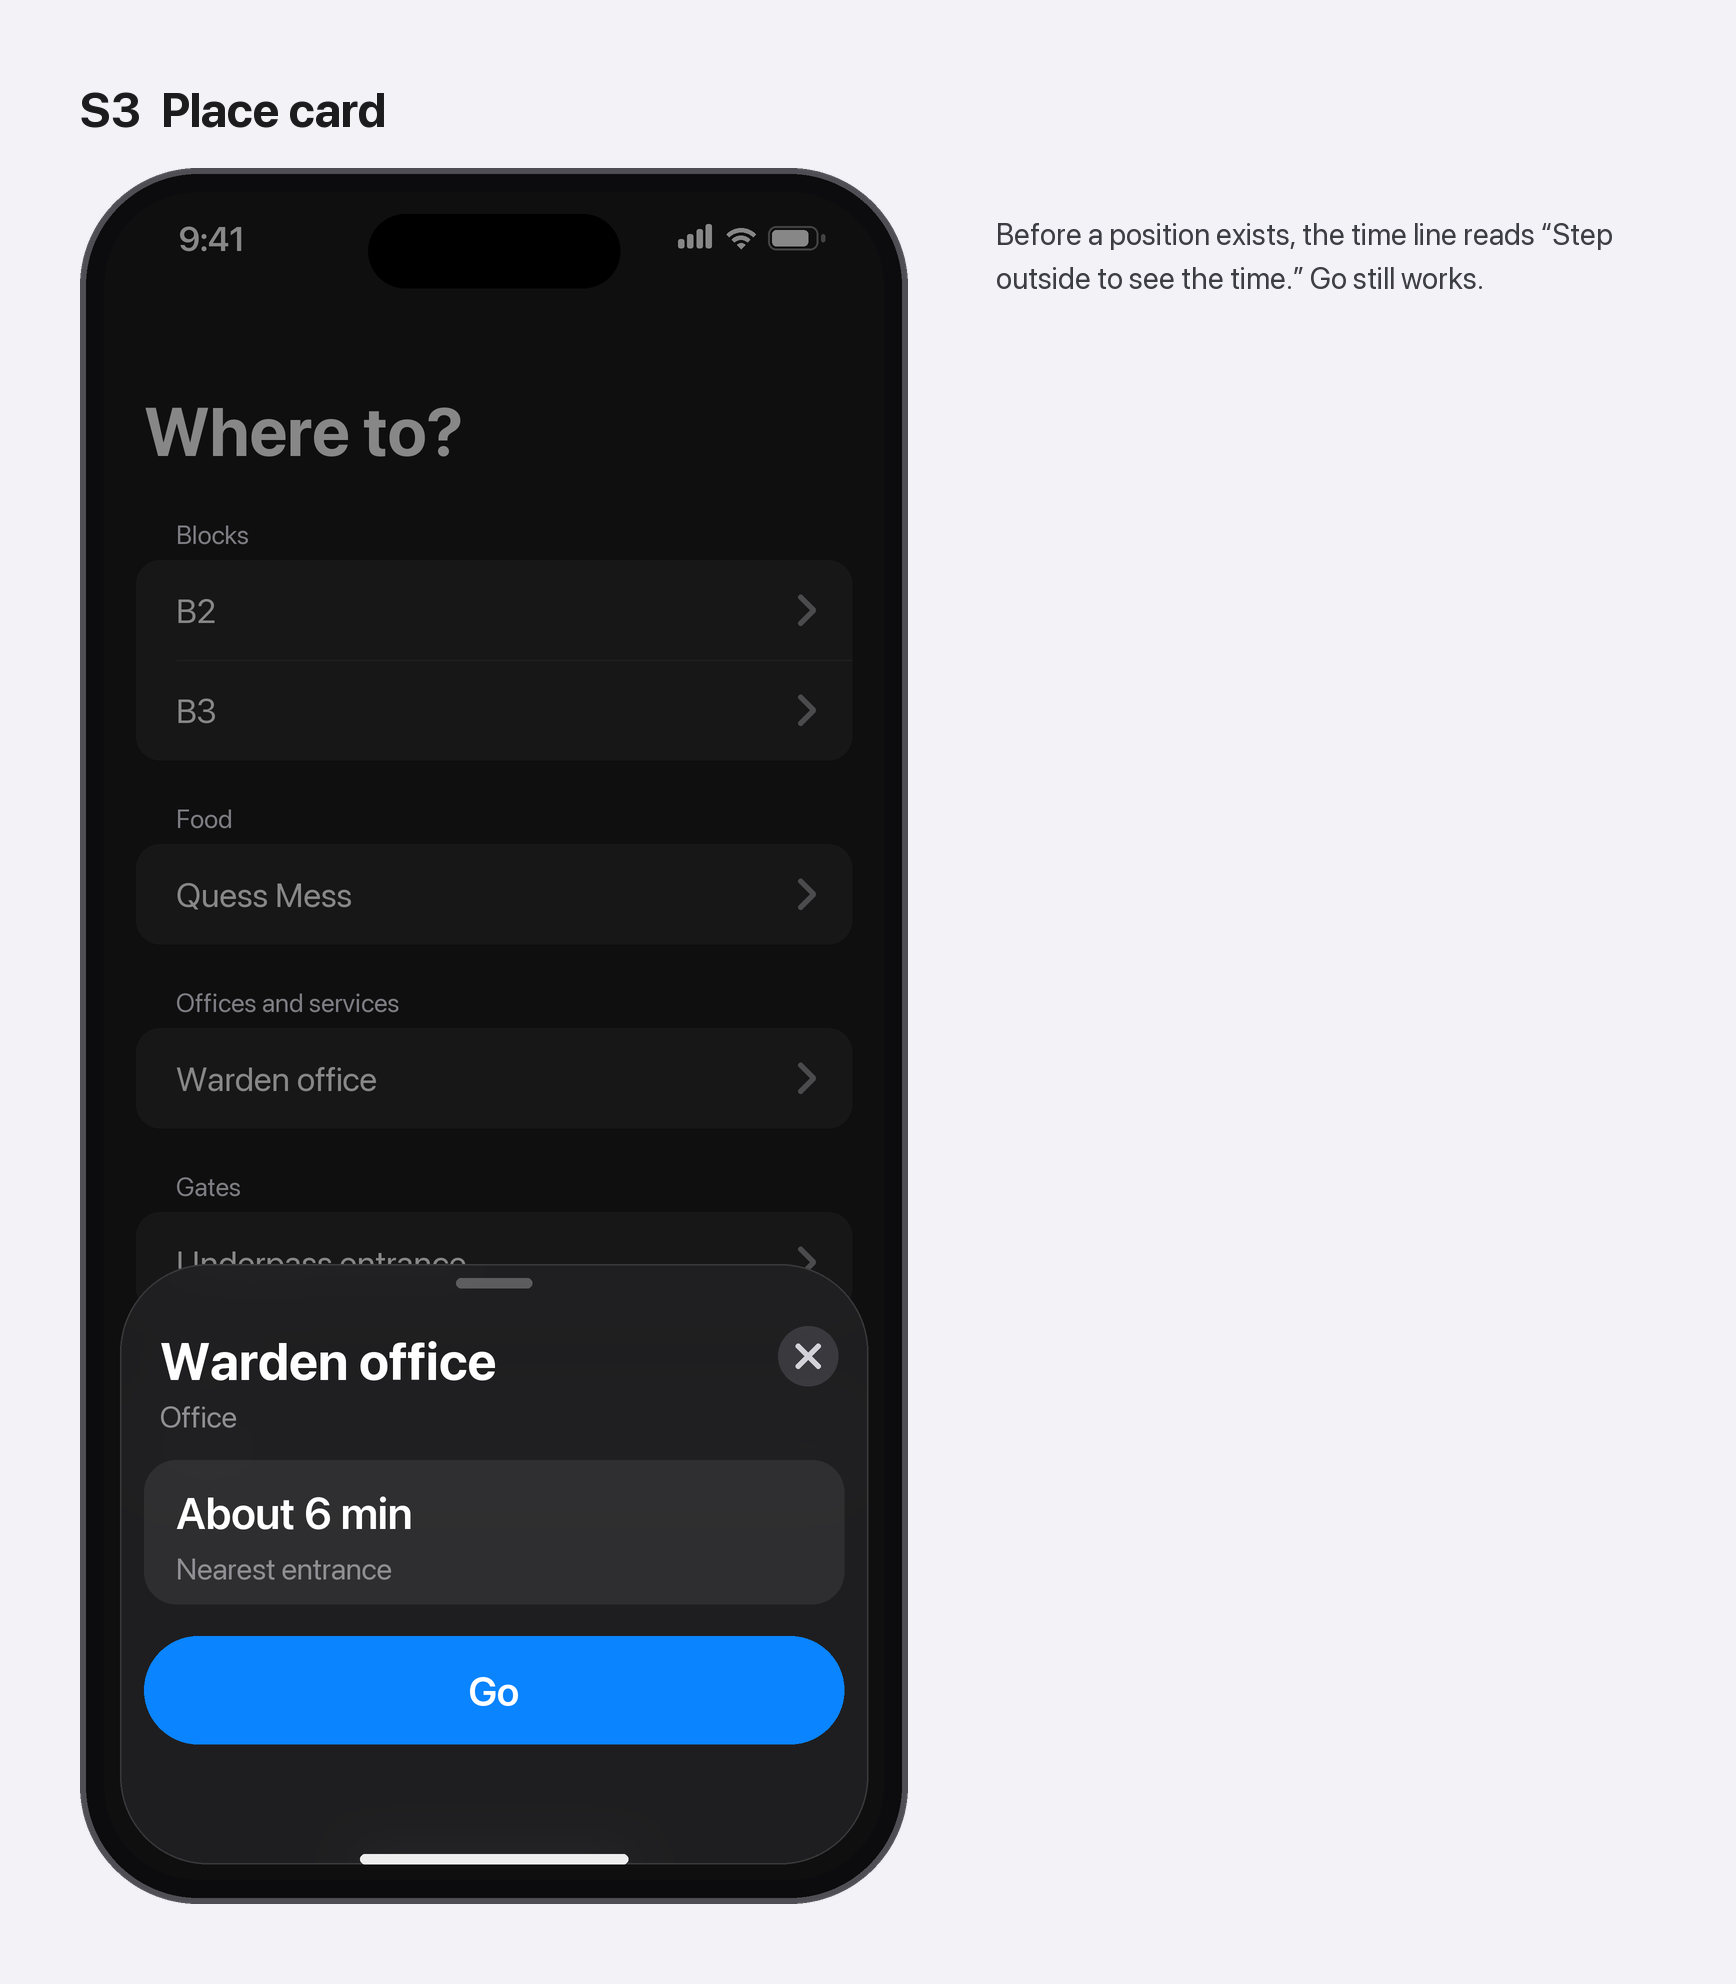 S3 Place card
9:41
Before a position exists, the time line reads “Step
outside to see the time.” Go still works.
Where to?
Blocks
B2
B3
Food
Quess Mess
Offices and services
Warden office
Gates
Underpass entrance
Warden office
Office
About 6 min
Nearest entrance
Go